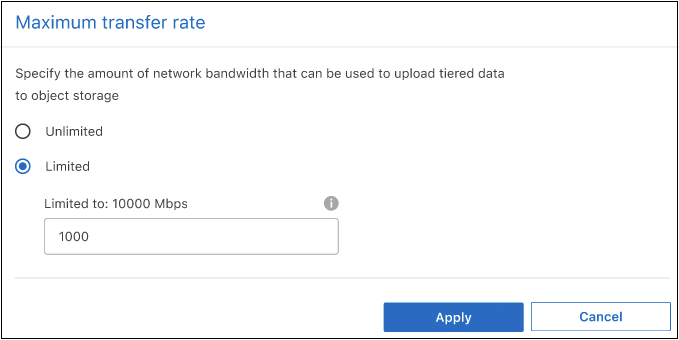 Maximum transfer rate
Specify the amount of network bandwidth that can be used to upload tiered data
to object storage
Unlimited
Limited
Limited to: 10000 Mbps
1000
Apply Cancel